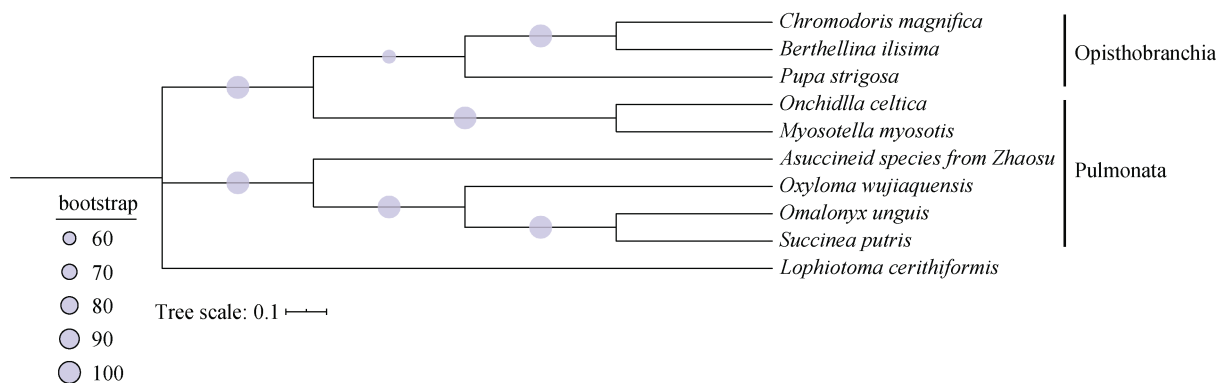 Chromodoris magnifica
Berthellina ilisima
Pupa strigosa
Opisthobranchia
Onchidlla celtica
Myosotella myosotis
Asuccineid species from Zhaosu
Oxyloma wujiaquensis
Omalonyx unguis
Succinea putris
Pulmonata
Lophiotoma cerithiformis
bootstrap
60
70
80
90
100
Tree scale: 0.1